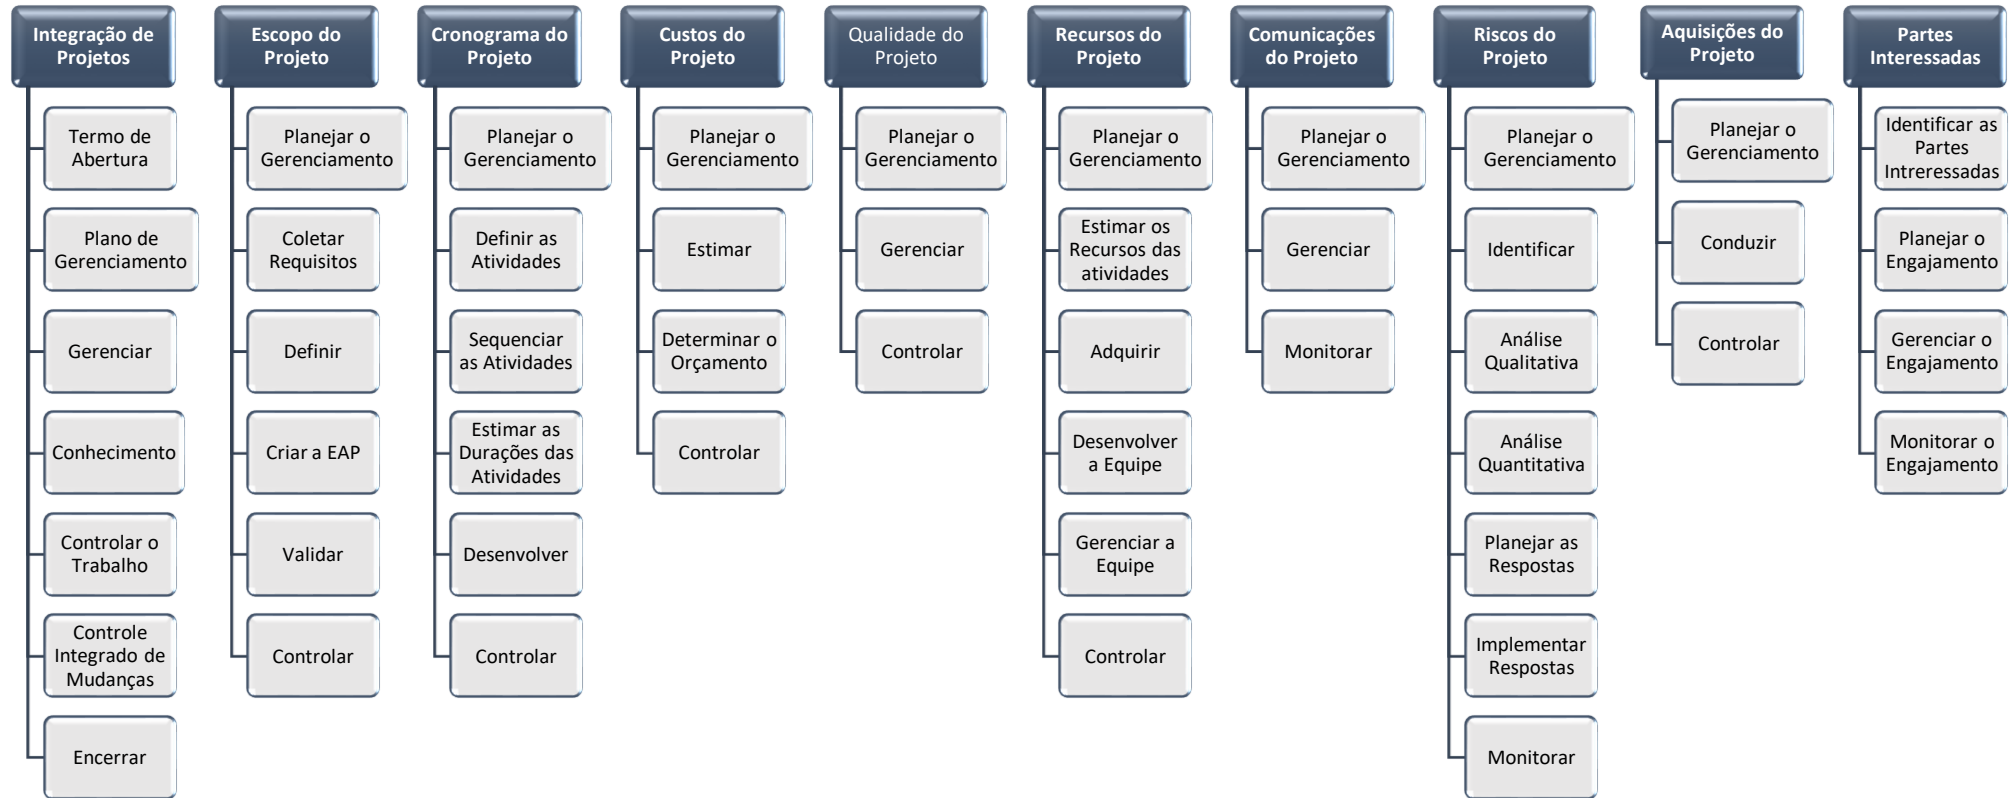 Integração de
Projetos
Termo de
Abertura
Plano de
Gerenciamento
Gerenciar
Conhecimento
Controlar o
Trabalho
Controle
Integrado de
Mudanças
Encerrar
Escopo do
Projeto
Planejar o
Gerenciamento
Coletar
Requisitos
Definir
Criar a EAP
Validar
Controlar
Cronograma do
Projeto
Planejar o
Gerenciamento
Definir as
Atividades
Sequenciar
as Atividades
Estimar as
Durações das
Atividades
Desenvolver
Controlar
Custos do
Projeto
Planejar o
Gerenciamento
Estimar
Determinar o
Orçamento
Controlar
Qualidade do
Projeto
Planejar o
Gerenciamento
Gerenciar
Controlar
Recursos do
Projeto
Planejar o
Gerenciamento
Estimar os
Recursos das
atividades
Adquirir
Desenvolver
a Equipe
Gerenciar a
Equipe
Controlar
Comunicações
do Projeto
Planejar o
Gerenciamento
Gerenciar
Monitorar
Riscos do
Projeto
Planejar o
Gerenciamento
Identificar
Análise
Qualitativa
Análise
Quantitativa
Planejar as
Respostas
Implementar
Respostas
Monitorar
Aquisições do
Projeto
Planejar o
Gerenciamento
Conduzir
Controlar
Partes
Interessadas
Identificar as
Partes
Intreressadas
Planejar o
Engajamento
Gerenciar o
Engajamento
Monitorar o
Engajamento